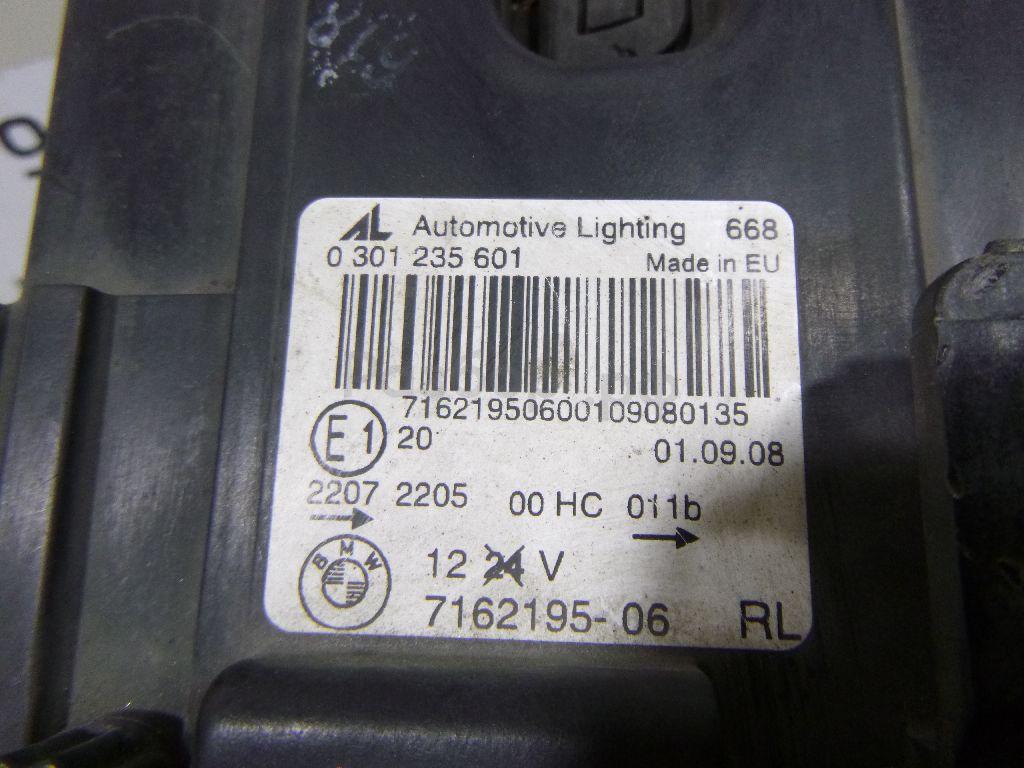 AL Automotive Lighting 668
0 301 235 601 Made in EU
71621950600109080135
E1 20 01.09.08
2207 2205 00 HC 011b
BMW 12 24 V
7162195-06 RL